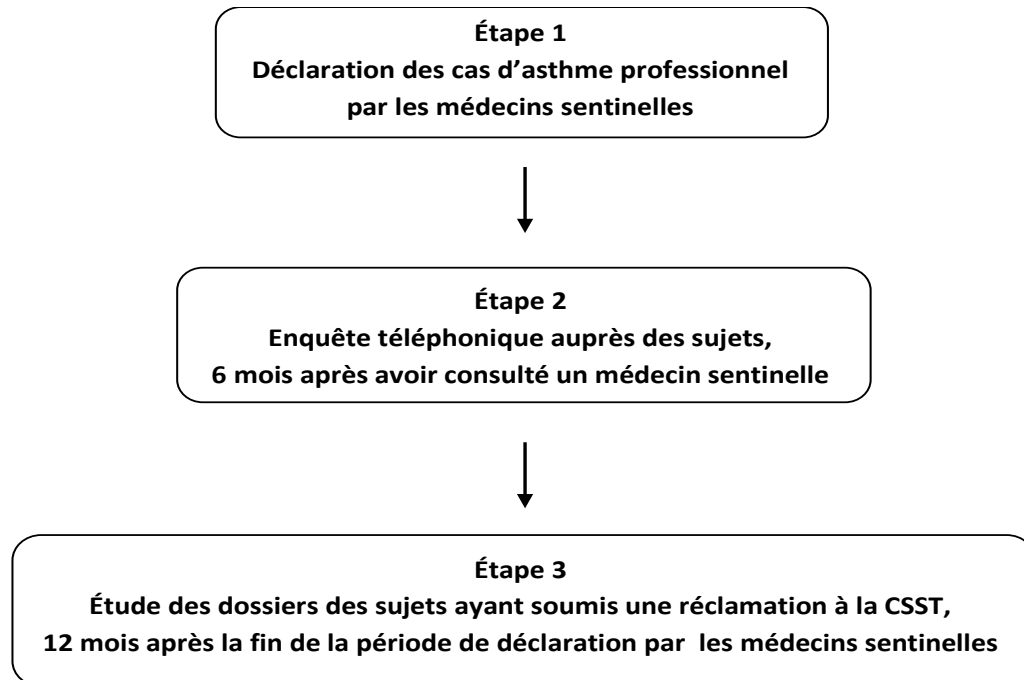 Étape 1
Déclaration des cas d’asthme professionnel
par les médecins sentinelles
Étape 2
Enquête téléphonique auprès des sujets,
6 mois après avoir consulté un médecin sentinelle
Étape 3
Étude des dossiers des sujets ayant soumis une réclamation à la CSST,
12 mois après la fin de la période de déclaration par les médecins sentinelles